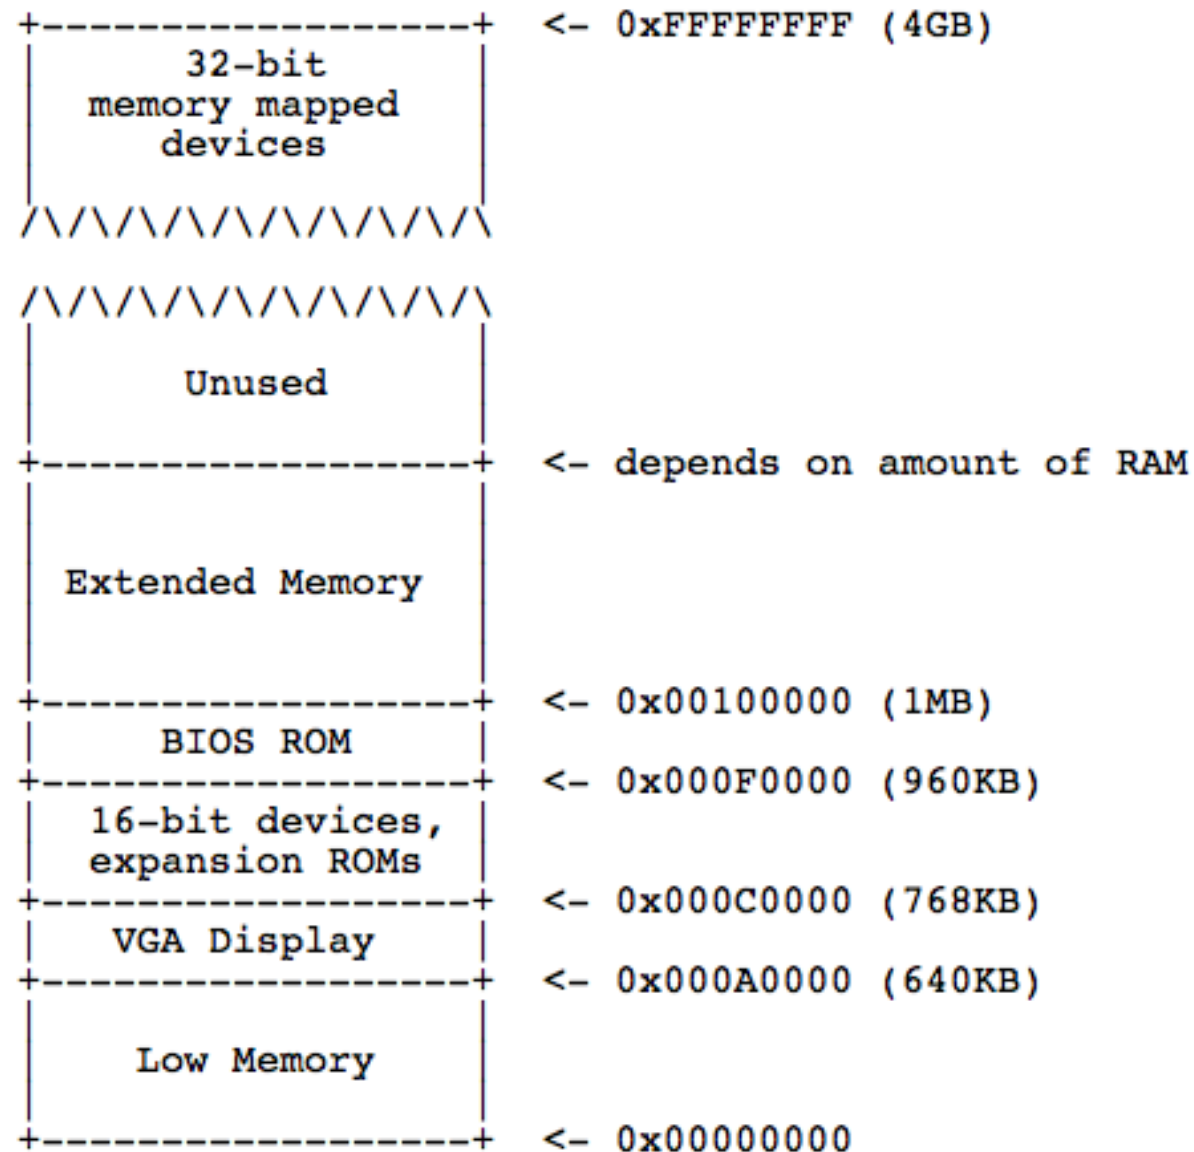 +------------------+  <- 0xFFFFFFFF (4GB)
|      32-bit      |
|  memory mapped   |
|     devices      |
|                  |
/\/\/\/\/\/\/\/\/\/\

/\/\/\/\/\/\/\/\/\/\
|                  |
|      Unused      |
|                  |
+------------------+  <- depends on amount of RAM
|                  |
|                  |
| Extended Memory  |
|                  |
|                  |
+------------------+  <- 0x00100000 (1MB)
|     BIOS ROM     |
+------------------+  <- 0x000F0000 (960KB)
|  16-bit devices, |
|  expansion ROMs  |
+------------------+  <- 0x000C0000 (768KB)
|   VGA Display    |
+------------------+  <- 0x000A0000 (640KB)
|                  |
|    Low Memory    |
|                  |
+------------------+  <- 0x00000000